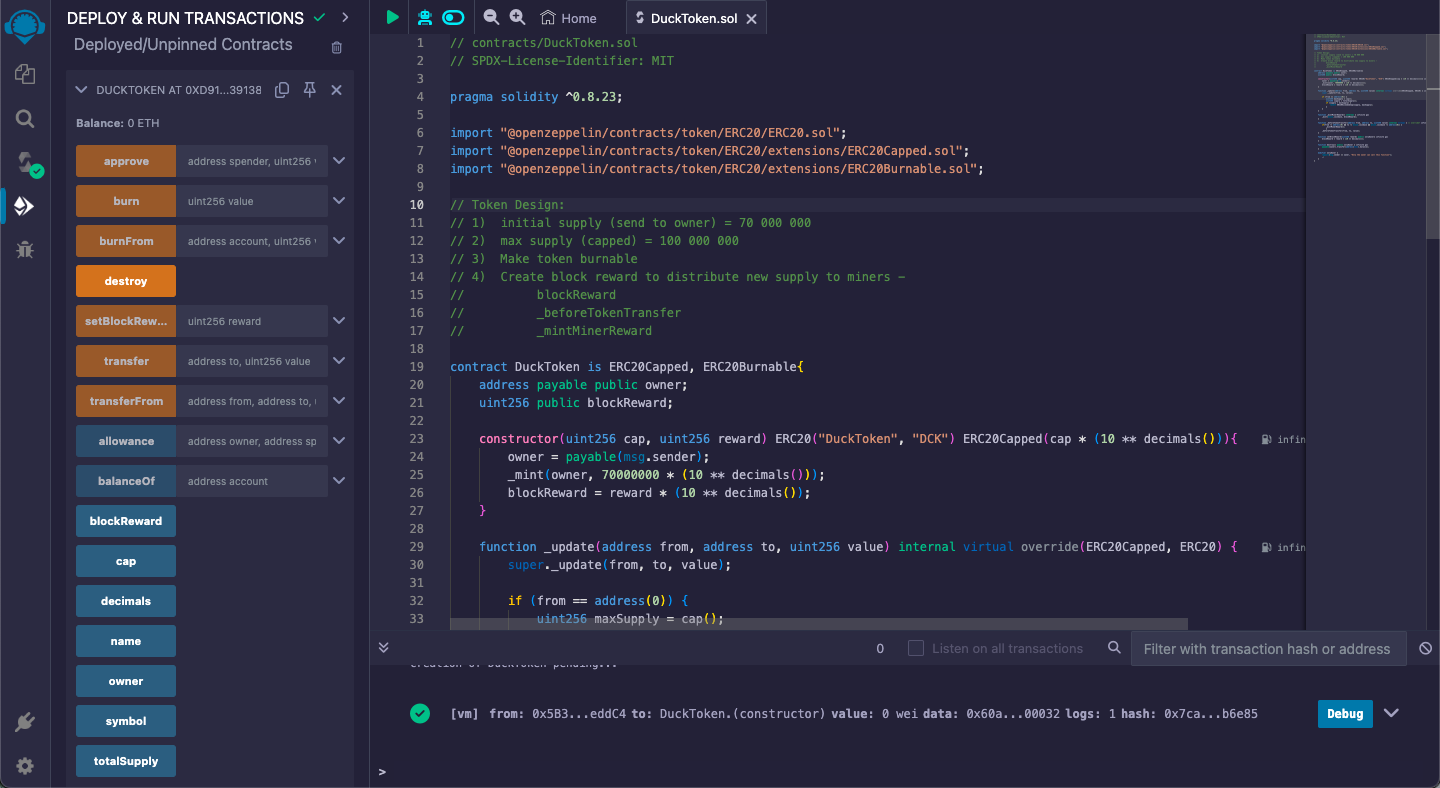 DEPLOY & RUN TRANSACTIONS
Deployed/Unpinned Contracts
DUCKTOKEN AT 0XD91...39138
Balance: 0 ETH
approve address spender, uint256
burn uint256 value
burnFrom address account, uint256
destroy
setBlockRew... uint256 reward
transfer address to, uint256 value
transferFrom address from, address to,
allowance address owner, address sp
balanceOf address account
blockReward
cap
decimals
name
owner
symbol
totalSupply
Home
DuckToken.sol
1 // contracts/DuckToken.sol
2 // SPDX-License-Identifier: MIT
3
4 pragma solidity ^0.8.23;
5
6 import "@openzeppelin/contracts/token/ERC20/ERC20.sol";
7 import "@openzeppelin/contracts/token/ERC20/extensions/ERC20Capped.sol";
8 import "@openzeppelin/contracts/token/ERC20/extensions/ERC20Burnable.sol";
9
10 // Token Design:
11 // 1)  initial supply (send to owner) = 70 000 000
12 // 2)  max supply (capped) = 100 000 000
13 // 3)  Make token burnable
14 // 4)  Create block reward to distribute new supply to miners -
15 //          blockReward
16 //          _beforeTokenTransfer
17 //          _mintMinerReward
18
19 contract DuckToken is ERC20Capped, ERC20Burnable{
20     address payable public owner;
21     uint256 public blockReward;
22
23     constructor(uint256 cap, uint256 reward) ERC20("DuckToken", "DCK") ERC20Capped(cap * (10 ** decimals())){ infin
24         owner = payable(msg.sender);
25         _mint(owner, 70000000 * (10 ** decimals()));
26         blockReward = reward * (10 ** decimals());
27     }
28
29     function _update(address from, address to, uint256 value) internal virtual override(ERC20Capped, ERC20) { infin
30         super._update(from, to, value);
31
32         if (from == address(0)) {
33             uint256 maxSupply = cap();
0 Listen on all transactions Filter with transaction hash or address
creation of DuckToken pending...
[vm] from: 0x5B3...eddC4 to: DuckToken.(constructor) value: 0 wei data: 0x60a...00032 logs: 1 hash: 0x7ca...b6e85 Debug
>